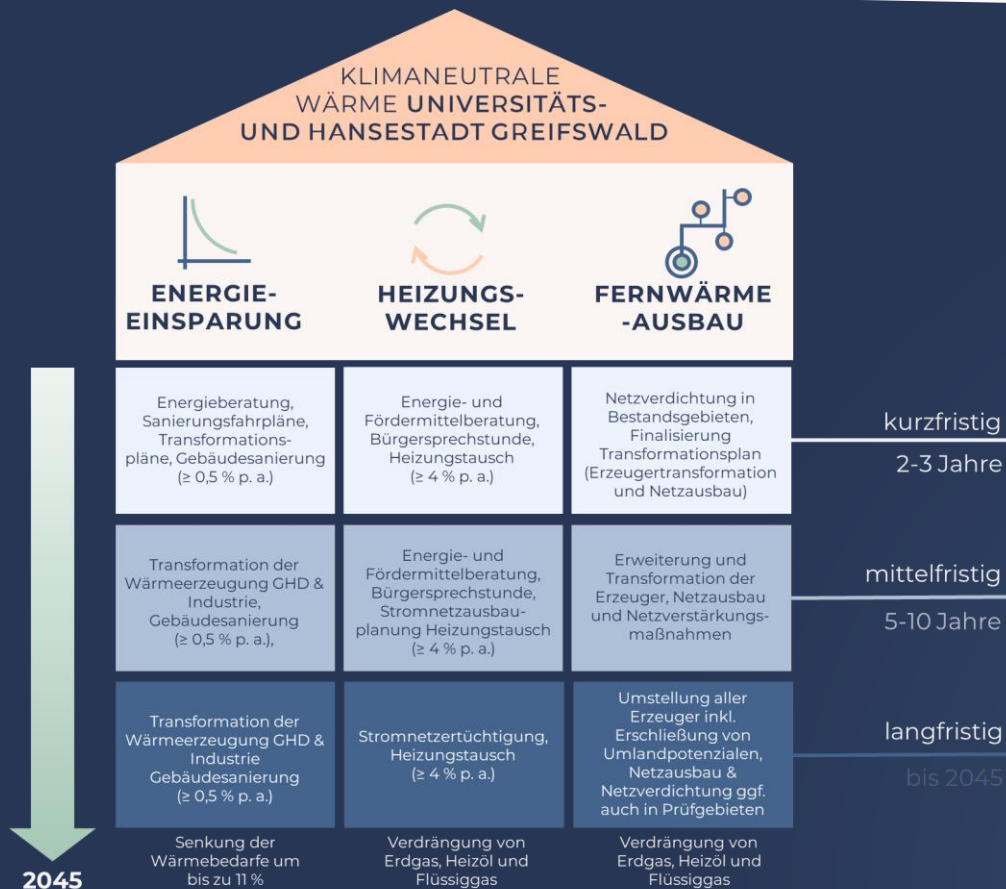 KLIMANEUTRALE
WÄRME UNIVERSITÄTS-
UND HANSESTADT GREIFSWALD
ENERGIE-
EINSPARUNG
HEIZUNGS-
WECHSEL
FERNWÄRME
-AUSBAU
Energieberatung,
Sanierungsfahrpläne,
Transformations-
pläne, Gebäudesanierung
(≥ 0,5 % p. a.)
Energie- und
Fördermittelberatung,
Bürgersprechstunde,
Heizungstausch
(≥ 4 % p. a.)
Netzverdichtung in
Bestandsgebieten,
Finalisierung
Transformationsplan
(Erzeugertransformation
und Netzausbau)
kurzfristig
2-3 Jahre
Transformation der
Wärmeerzeugung GHD &
Industrie,
Gebäudesanierung
(≥ 0,5 % p. a.),
Energie- und
Fördermittelberatung,
Bürgersprechstunde,
Stromnetzausbau-
planung Heizungstausch
(≥ 4 % p. a.)
Erweiterung und
Transformation der
Erzeuger, Netzausbau
und Netzverstärkungs-
maßnahmen
mittelfristig
5-10 Jahre
Transformation der
Wärmeerzeugung GHD &
Industrie
Gebäudesanierung
(≥ 0,5 % p. a.)
Stromnetzertüchtigung,
Heizungstausch
(≥ 4 % p. a.)
Umstellung aller
Erzeuger inkl.
Erschließung von
Umlandpotenzialen,
Netzausbau &
Netzverdichtung ggf.
auch in Prüfgebieten
langfristig
bis 2045
2045
Senkung der
Wärmebedarfe um
bis zu 11 %
Verdrängung von
Erdgas, Heizöl und
Flüssiggas
Verdrängung von
Erdgas, Heizöl und
Flüssiggas